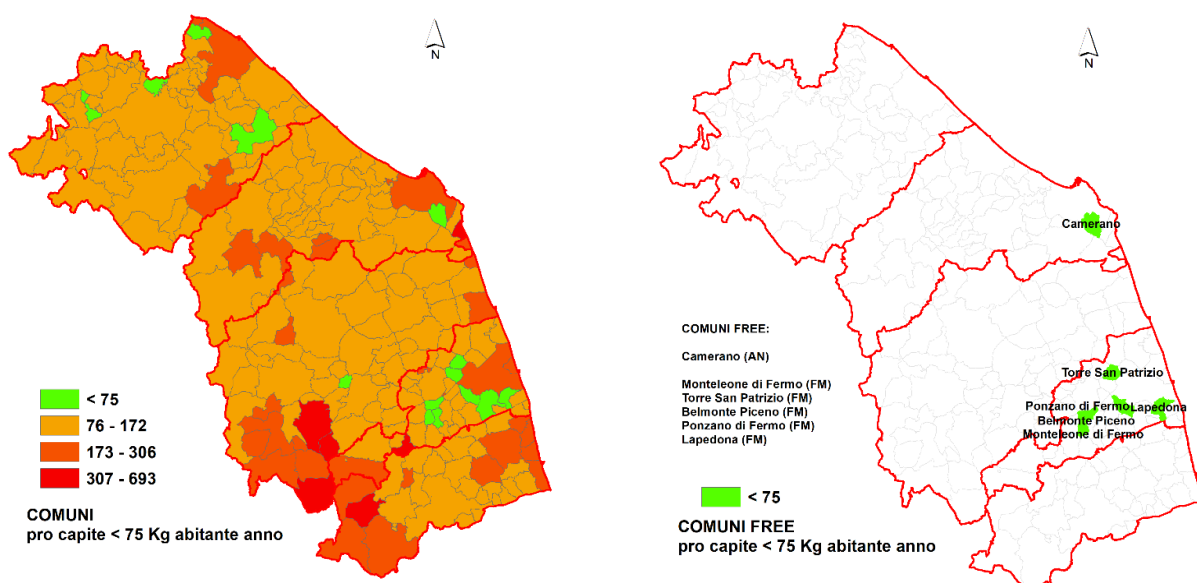 N
< 75
76 - 172
173 - 306
307 - 693
COMUNI
pro capite < 75 Kg abitante anno
N
Camerano
COMUNI FREE:
Camerano (AN)
Monteleone di Fermo (FM)
Torre San Patrizio (FM)
Belmonte Piceno (FM)
Ponzano di Fermo (FM)
Lapedona (FM)
Torre San Patrizio
Ponzano di Fermo
Lapedona
Belmonte Piceno
Monteleone di Fermo
< 75
COMUNI FREE
pro capite < 75 Kg abitante anno